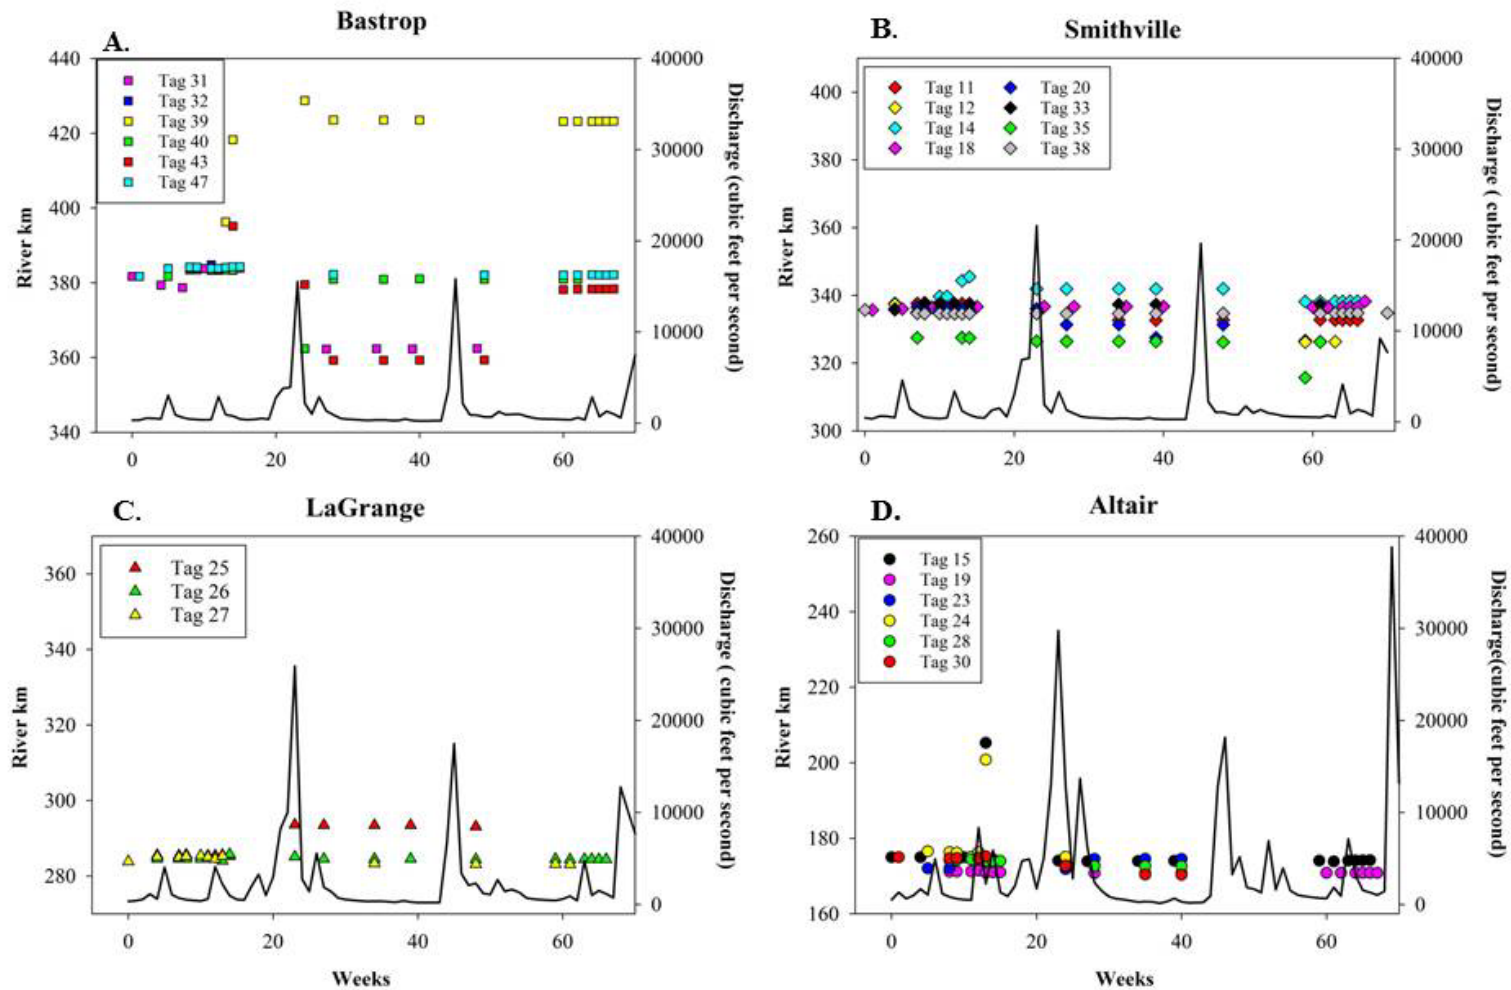 Bastrop
A.
440
420
400
380
360
340
River km
Tag 31
Tag 32
Tag 39
Tag 40
Tag 43
Tag 47
40000
30000
20000
10000
0
Discharge (cubic feet per second)
0
20
40
60
Smithville
B.
400
380
360
340
320
300
River km
Tag 11
Tag 12
Tag 14
Tag 18
Tag 20
Tag 33
Tag 35
Tag 38
40000
30000
20000
10000
0
Discharge ( cubic feet per second)
0
20
40
60
LaGrange
C.
360
340
320
300
280
River km
Tag 25
Tag 26
Tag 27
40000
30000
20000
10000
0
Discharge ( cubic feet per second)
0
20
40
60
Weeks
Altair
D.
260
240
220
200
180
160
River km
Tag 15
Tag 19
Tag 23
Tag 24
Tag 28
Tag 30
40000
30000
20000
10000
0
Discharge(cubic feet per second)
0
20
40
60
Weeks